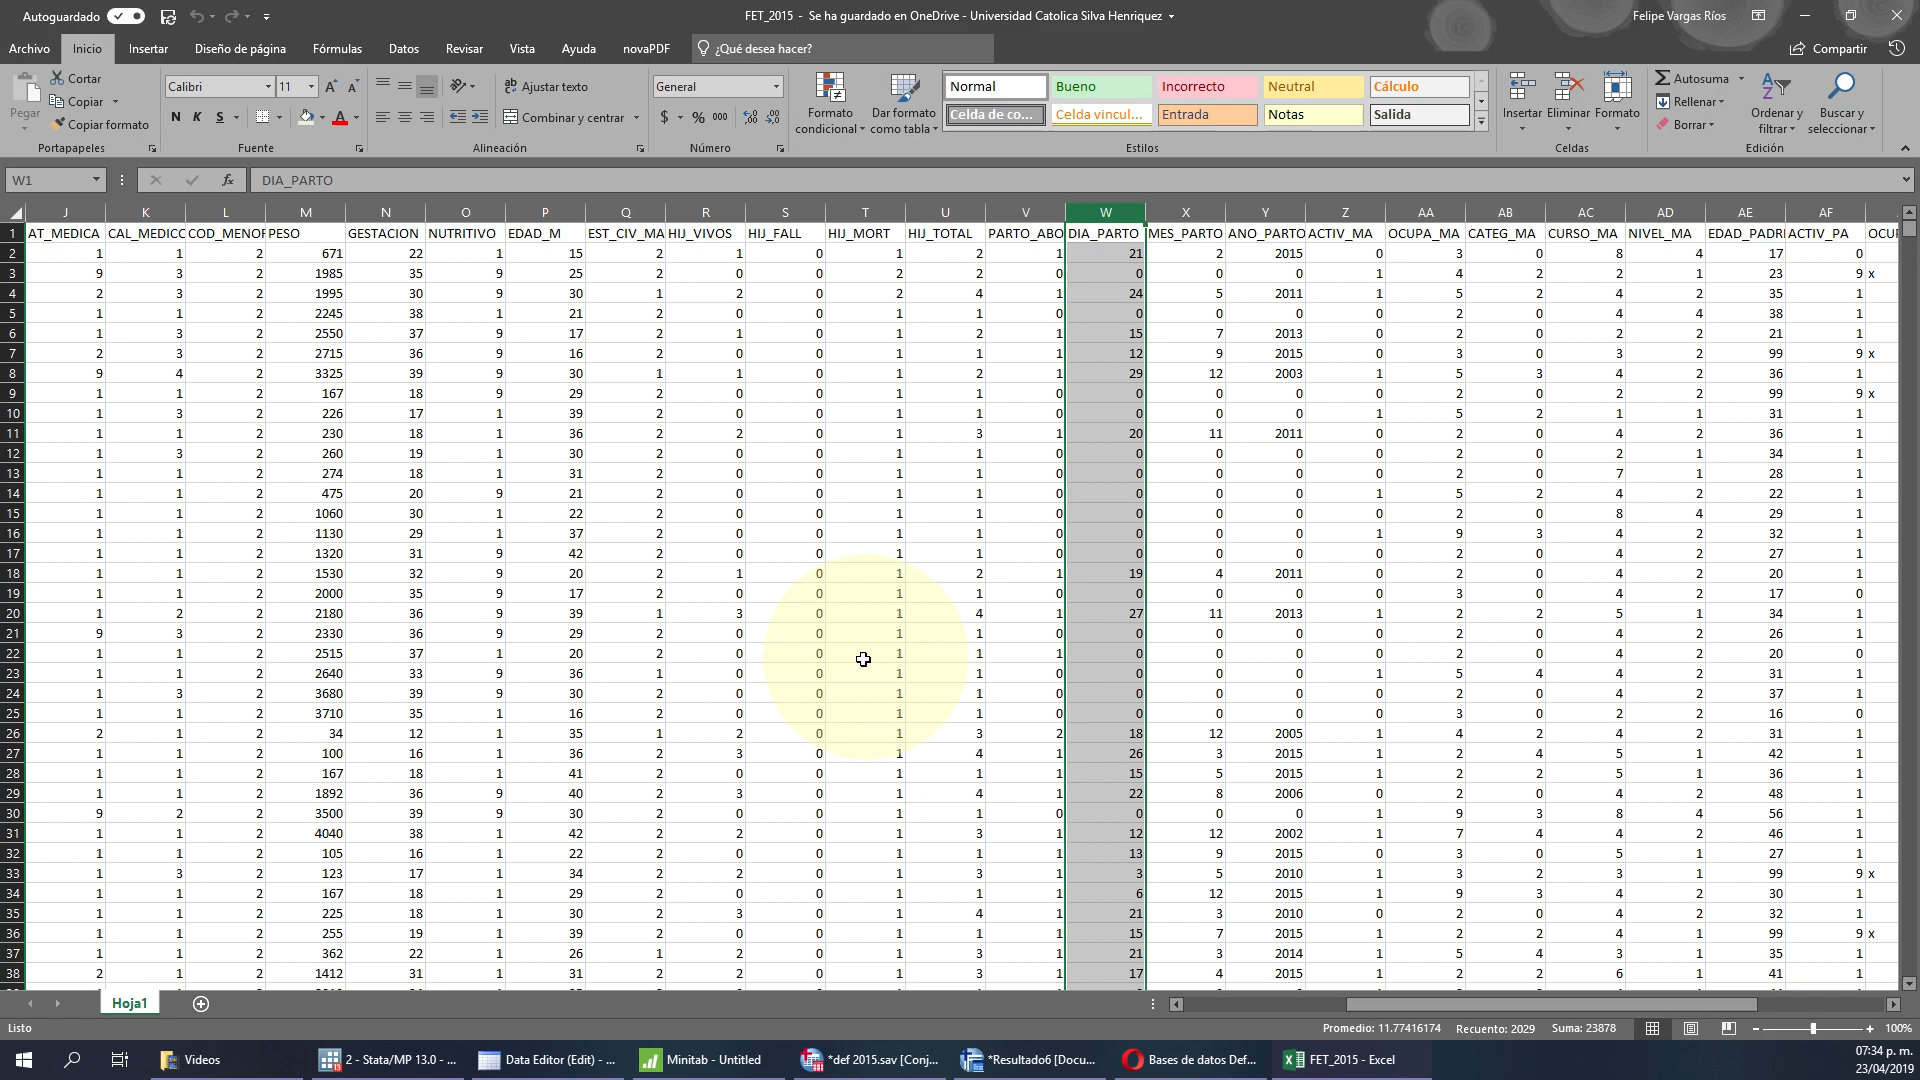 Autoguardado
FET_2015 - Se ha guardado en OneDrive - Universidad Catolica Silva Henriquez
Felipe Vargas Ríos
Archivo Inicio Insertar Diseño de página Fórmulas Datos Revisar Vista Ayuda novaPDF ¿Qué desea hacer? Compartir
Pegar
Cortar
Copiar
Copiar formato
Portapapeles
Calibri 11
N K S
Fuente
Ajustar texto
Combinar y centrar
Alineación
General
$ % 000
Número
Formato condicional
Dar formato como tabla
Normal Bueno Incorrecto Neutral Cálculo
Celda de co... Celda vincul... Entrada Notas Salida
Estilos
Insertar Eliminar Formato
Celdas
Autosuma
Rellenar
Borrar
Ordenar y filtrar
Buscar y seleccionar
Edición
W1 fx DIA_PARTO
J K L M N O P Q R S T U V W X Y Z AA AB AC AD AE AF
1 AT_MEDICA CAL_MEDICO COD_MENOR PESO GESTACION NUTRITIVO EDAD_M EST_CIV_MA HIJ_VIVOS HIJ_FALL HIJ_MORT HIJ_TOTAL PARTO_ABO DIA_PARTO MES_PARTO ANO_PARTO ACTIV_MA OCUPA_MA CATEG_MA CURSO_MA NIVEL_MA EDAD_PADR ACTIV_PA OCUP
2 1 1 2 671 22 1 15 2 1 0 1 2 1 21 2 2015 0 3 0 8 4 17 0
3 9 3 2 1985 35 9 25 2 0 0 2 2 0 0 0 0 1 4 2 2 1 23 9 x
4 2 3 2 1995 30 9 30 1 2 0 2 4 1 24 5 2011 1 5 2 4 2 35 1
5 1 1 2 2245 38 1 21 2 0 0 1 1 0 0 0 0 0 2 0 4 4 38 1
6 1 3 2 2550 37 9 17 2 1 0 1 2 1 15 7 2013 0 2 0 2 2 21 1
7 2 3 2 2715 36 9 16 2 0 0 1 1 1 12 9 2015 0 3 0 3 2 99 9 x
8 9 4 2 3325 39 9 30 1 1 0 1 2 1 29 12 2003 1 5 3 4 2 36 1
9 1 1 2 167 18 9 29 2 0 0 1 1 0 0 0 0 0 2 0 2 2 99 9 x
10 1 3 2 226 17 1 39 2 0 0 1 1 0 0 0 0 1 5 2 1 1 31 1
11 1 1 2 230 18 1 36 2 2 0 1 3 1 20 11 2011 0 2 0 4 2 36 1
12 1 3 2 260 19 1 30 2 0 0 1 1 0 0 0 0 0 2 0 2 1 34 1
13 1 1 2 274 18 1 31 2 0 0 1 1 0 0 0 0 0 2 0 7 1 28 1
14 1 1 2 475 20 9 21 2 0 0 1 1 0 0 0 0 1 5 2 4 2 22 1
15 1 1 2 1060 30 1 22 2 0 0 1 1 0 0 0 0 0 2 0 8 4 29 1
16 1 1 2 1130 29 1 37 2 0 0 1 1 0 0 0 0 1 9 3 4 2 32 1
17 1 1 2 1320 31 9 42 2 0 0 1 1 0 0 0 0 0 2 0 4 2 27 1
18 1 1 2 1530 32 9 20 2 1 0 1 2 1 19 4 2011 0 2 0 4 2 20 1
19 1 1 2 2000 35 9 17 2 0 0 1 1 0 0 0 0 0 3 0 4 2 17 0
20 1 2 2 2180 36 9 39 1 3 0 1 4 1 27 11 2013 1 2 2 5 1 34 1
21 9 3 2 2330 36 9 29 2 0 0 1 1 0 0 0 0 0 2 0 4 2 26 1
22 1 1 2 2515 37 1 20 2 0 0 1 1 1 0 0 0 0 2 0 4 2 20 0
23 1 1 2 2640 33 9 36 1 0 0 1 1 0 0 0 0 1 5 4 4 2 31 1
24 1 3 2 3680 39 9 30 2 0 0 1 1 0 0 0 0 0 2 0 4 2 37 1
25 1 1 2 3710 35 1 16 2 0 0 1 1 0 0 0 0 0 3 0 2 2 16 0
26 2 1 2 34 12 1 35 1 2 0 1 3 2 18 12 2005 1 4 2 4 2 31 1
27 1 1 2 100 16 1 36 2 3 0 1 4 1 26 3 2015 1 2 4 5 1 42 1
28 1 1 2 167 18 1 41 2 0 0 1 1 1 15 5 2015 1 2 2 5 1 36 1
29 1 1 2 1892 36 9 40 2 3 0 1 4 1 22 8 2006 0 2 0 4 2 48 1
30 9 2 2 3500 39 9 30 2 0 0 1 1 0 0 0 0 1 9 3 8 4 56 1
31 1 1 2 4040 38 1 42 2 2 0 1 3 1 12 12 2002 1 7 4 4 2 46 1
32 1 1 2 105 16 1 22 2 0 0 1 1 1 13 9 2015 0 3 0 5 1 27 1
33 1 3 2 123 17 1 34 2 2 0 1 3 1 3 5 2010 1 3 2 3 1 99 9 x
34 1 1 2 167 18 1 29 2 0 0 1 1 1 6 12 2015 1 9 3 4 2 30 1
35 1 1 2 225 18 1 30 2 3 0 1 4 1 21 3 2010 0 2 0 4 2 32 1
36 1 1 2 255 19 1 39 2 0 0 1 1 1 15 7 2015 1 2 2 4 1 99 9 x
37 1 1 2 362 22 1 26 1 2 0 1 3 1 21 3 2014 1 5 4 3 1 35 1
38 2 1 2 1412 31 1 31 2 2 0 1 3 1 17 4 2015 1 2 2 6 1 41 1
Hoja1
Listo Promedio: 11.77416174 Recuento: 2029 Suma: 23878 100%
Videos 2 - Stata/MP 13.0 - ... Data Editor (Edit) - ... Minitab - Untitled *def 2015.sav [Conj... *Resultado6 [Docu... Bases de datos Def... FET_2015 - Excel
07:34 p. m.
23/04/2019